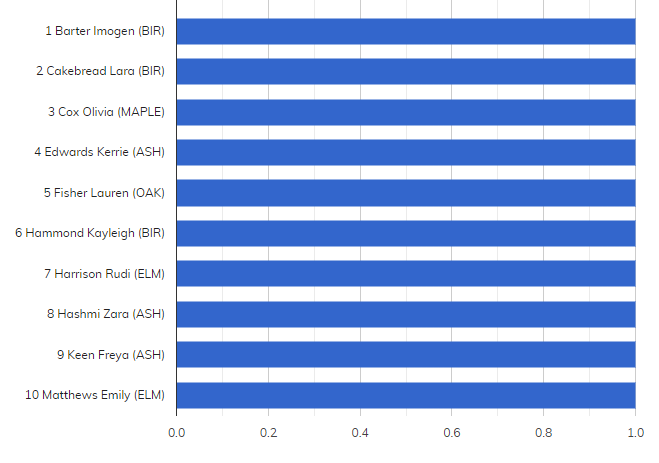 1 Barter Imogen (BIR)
2 Cakebread Lara (BIR)
3 Cox Olivia (MAPLE)
4 Edwards Kerrie (ASH)
5 Fisher Lauren (OAK)
6 Hammond Kayleigh (BIR)
7 Harrison Rudi (ELM)
8 Hashmi Zara (ASH)
9 Keen Freya (ASH)
10 Matthews Emily (ELM)
0.0 0.2 0.4 0.6 0.8 1.0